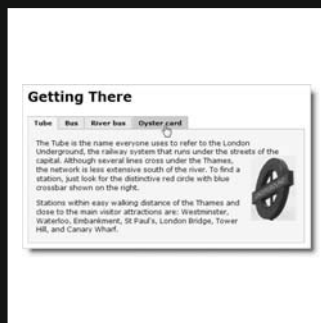 Getting There
Tube Bus River bus Oyster card
The Tube is the name everyone uses to refer to the London
Underground, the railway system that runs under the streets of the
capital. Although several lines cross under the Thames,
the network is less extensive south of the river. To find a
station, just look for the distinctive red circle with blue
crossbar shown on the right.
Stations within easy walking distance of the Thames and
close to the main visitor attractions are: Westminster,
Waterloo, Embankment, St Paul's, London Bridge, Tower
Hill, and Canary Wharf.